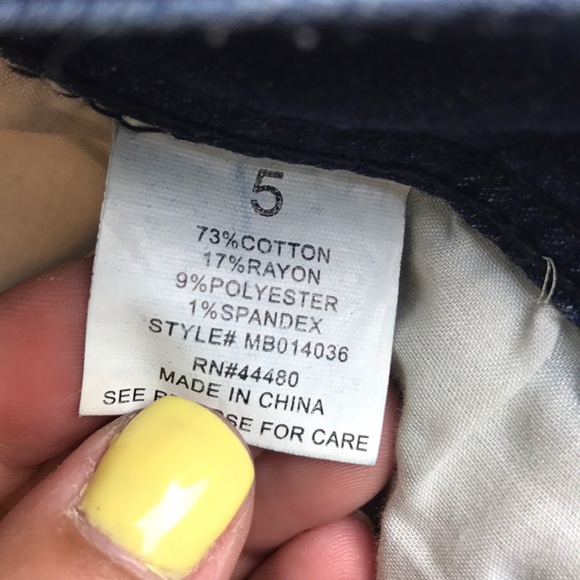 5
73%COTTON
17%RAYON
9%POLYESTER
1%SPANDEX
STYLE# MB014036
RN#44480
MADE IN CHINA
SEE FOR CARE